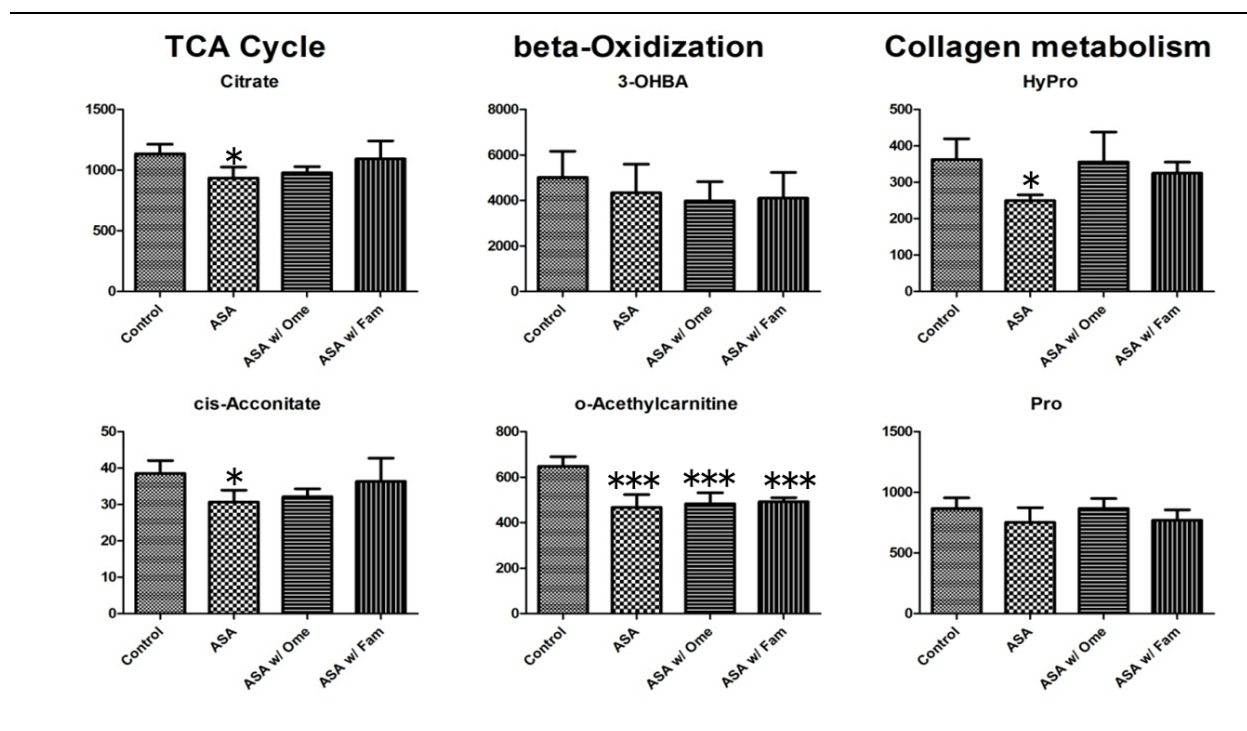 TCA Cycle
beta-Oxidization
Collagen metabolism
Citrate
1500
1000
500
0
*
Control
ASA
ASA w/ Ome
ASA w/ Fam
3-OHBA
8000
6000
4000
2000
0
Control
ASA
ASA w/ Ome
ASA w/ Fam
HyPro
500
400
300
200
100
0
*
Control
ASA
ASA w/ Ome
ASA w/ Fam
cis-Acconitate
50
40
30
20
10
0
*
Control
ASA
ASA w/ Ome
ASA w/ Fam
o-Acethylcarnitine
800
600
400
200
0
***
***
***
Control
ASA
ASA w/ Ome
ASA w/ Fam
Pro
1500
1000
500
0
Control
ASA
ASA w/ Ome
ASA w/ Fam